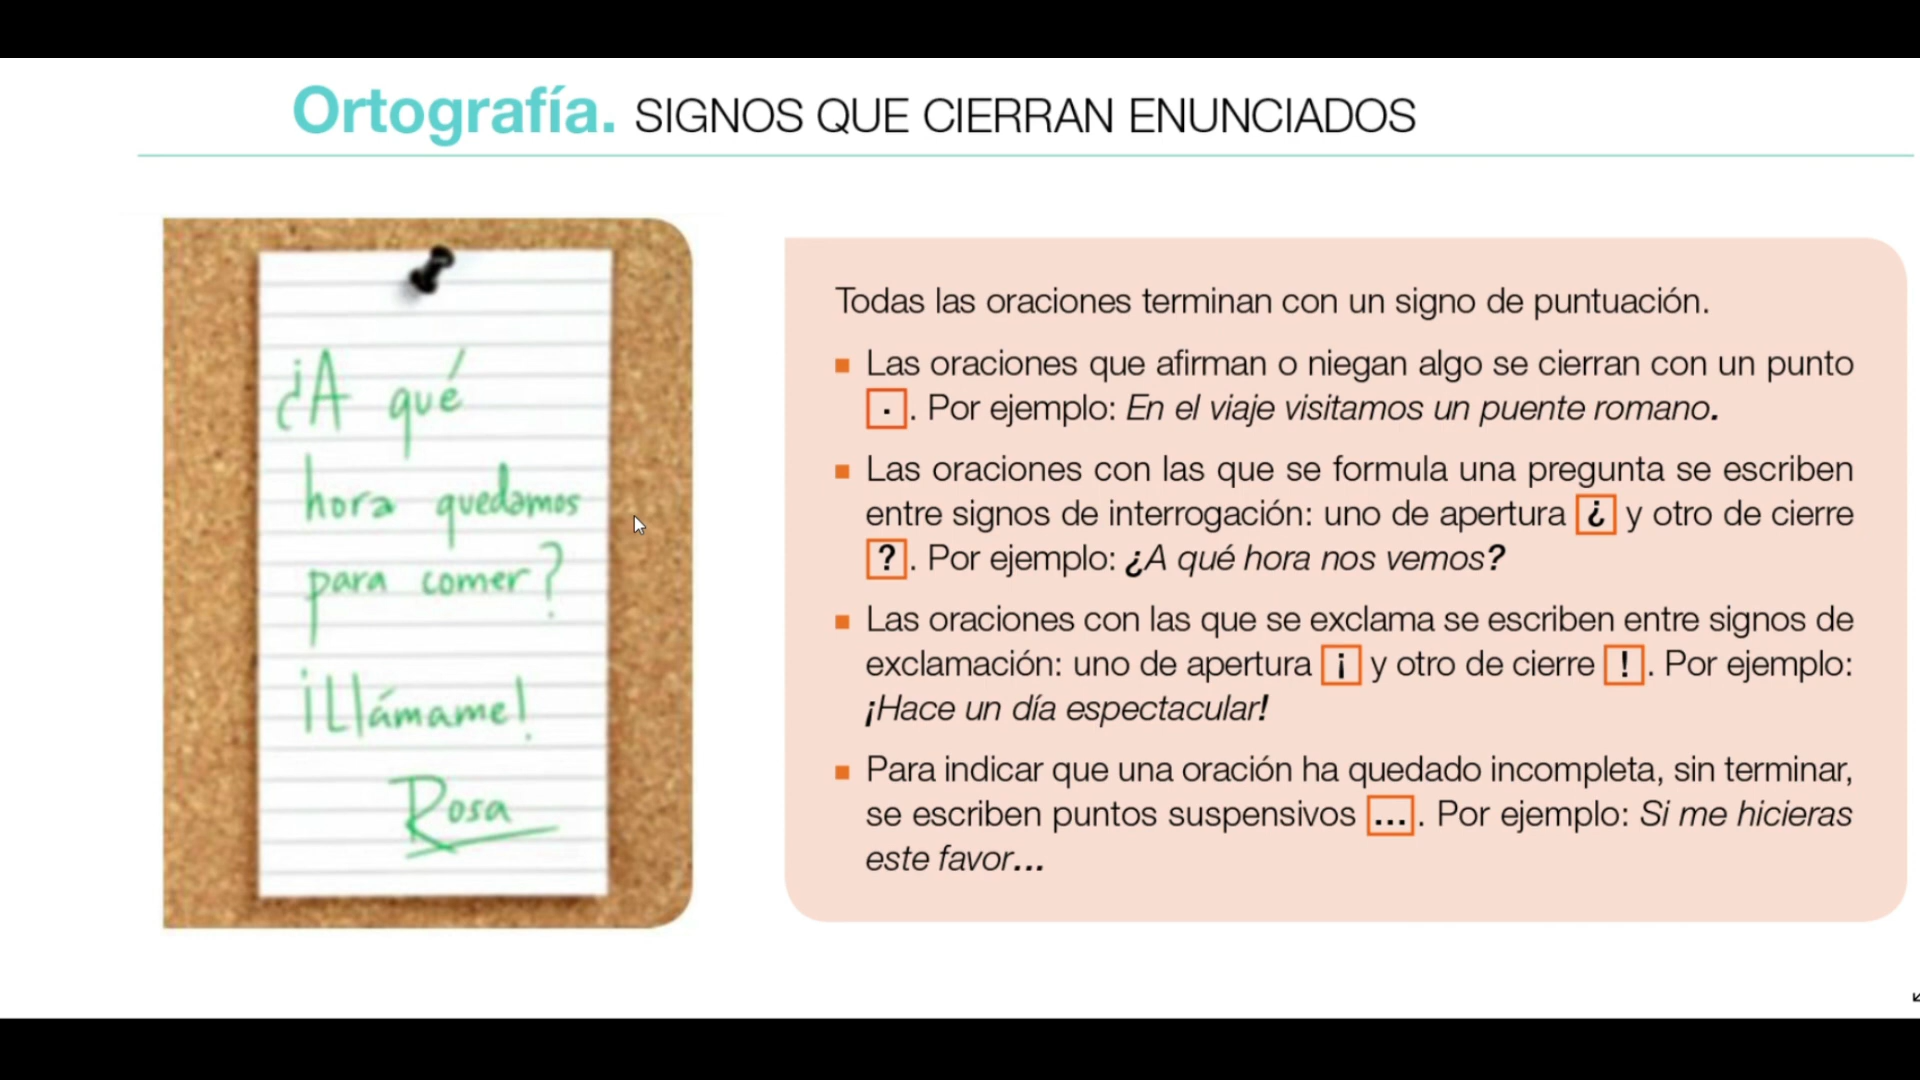 Ortografía. SIGNOS QUE CIERRAN ENUNCIADOS
¿A qué
hora quedamos
para comer?
¡Llámame!
Rosa
Todas las oraciones terminan con un signo de puntuación.
Las oraciones que afirman o niegan algo se cierran con un punto
. . Por ejemplo: En el viaje visitamos un puente romano.
Las oraciones con las que se formula una pregunta se escriben
entre signos de interrogación: uno de apertura ¿ y otro de cierre
? . Por ejemplo: ¿A qué hora nos vemos?
Las oraciones con las que se exclama se escriben entre signos de
exclamación: uno de apertura ¡ y otro de cierre ! . Por ejemplo:
¡Hace un día espectacular!
Para indicar que una oración ha quedado incompleta, sin terminar,
se escriben puntos suspensivos ... . Por ejemplo: Si me hicieras
este favor...